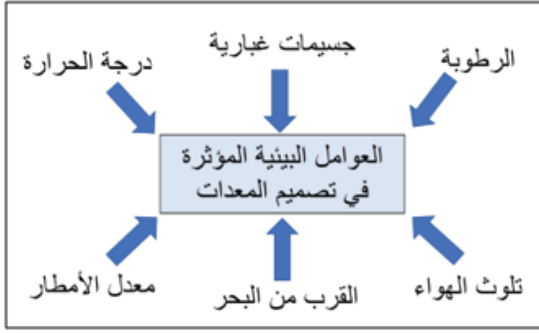 الرطوبة
جسيمات غبارية
درجة الحرارة
العوامل البيئية المؤثرة
في تصميم المعدات
تلوث الهواء
القرب من البحر
معدل الأمطار